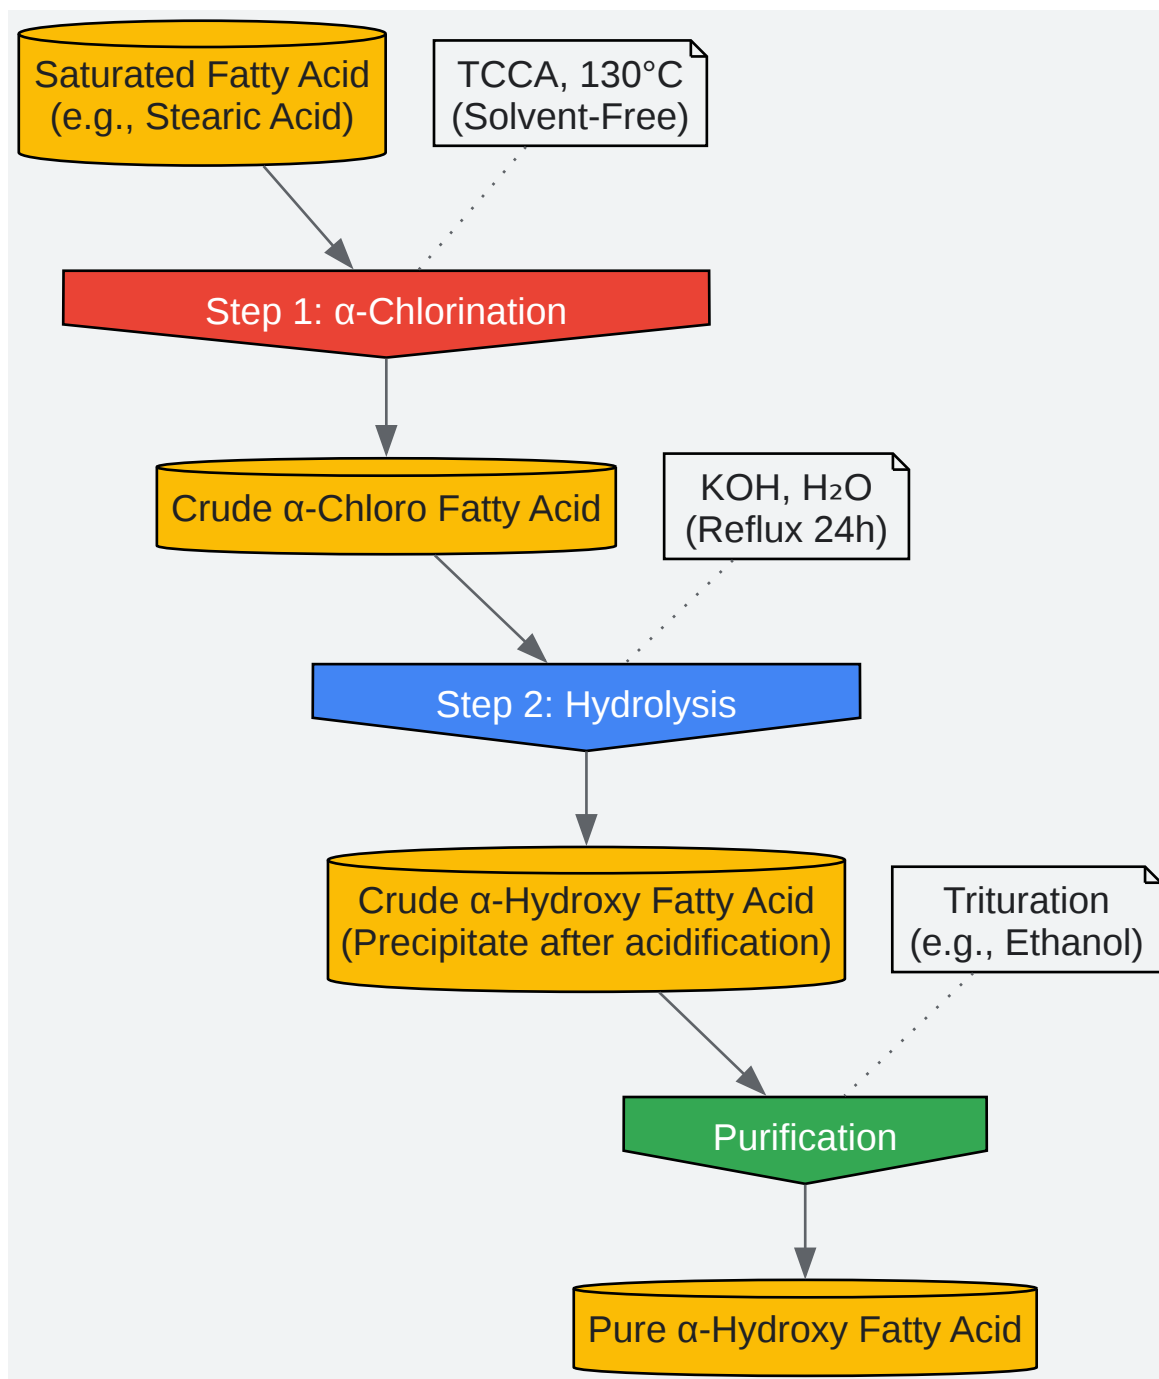 Saturated Fatty Acid
(e.g., Stearic Acid)
TCCA, 130°C
(Solvent-Free)
Step 1: α-Chlorination
Crude α-Chloro Fatty Acid
KOH, H₂O
(Reflux 24h)
Step 2: Hydrolysis
Crude α-Hydroxy Fatty Acid
(Precipitate after acidification)
Trituration
(e.g., Ethanol)
Purification
Pure α-Hydroxy Fatty Acid